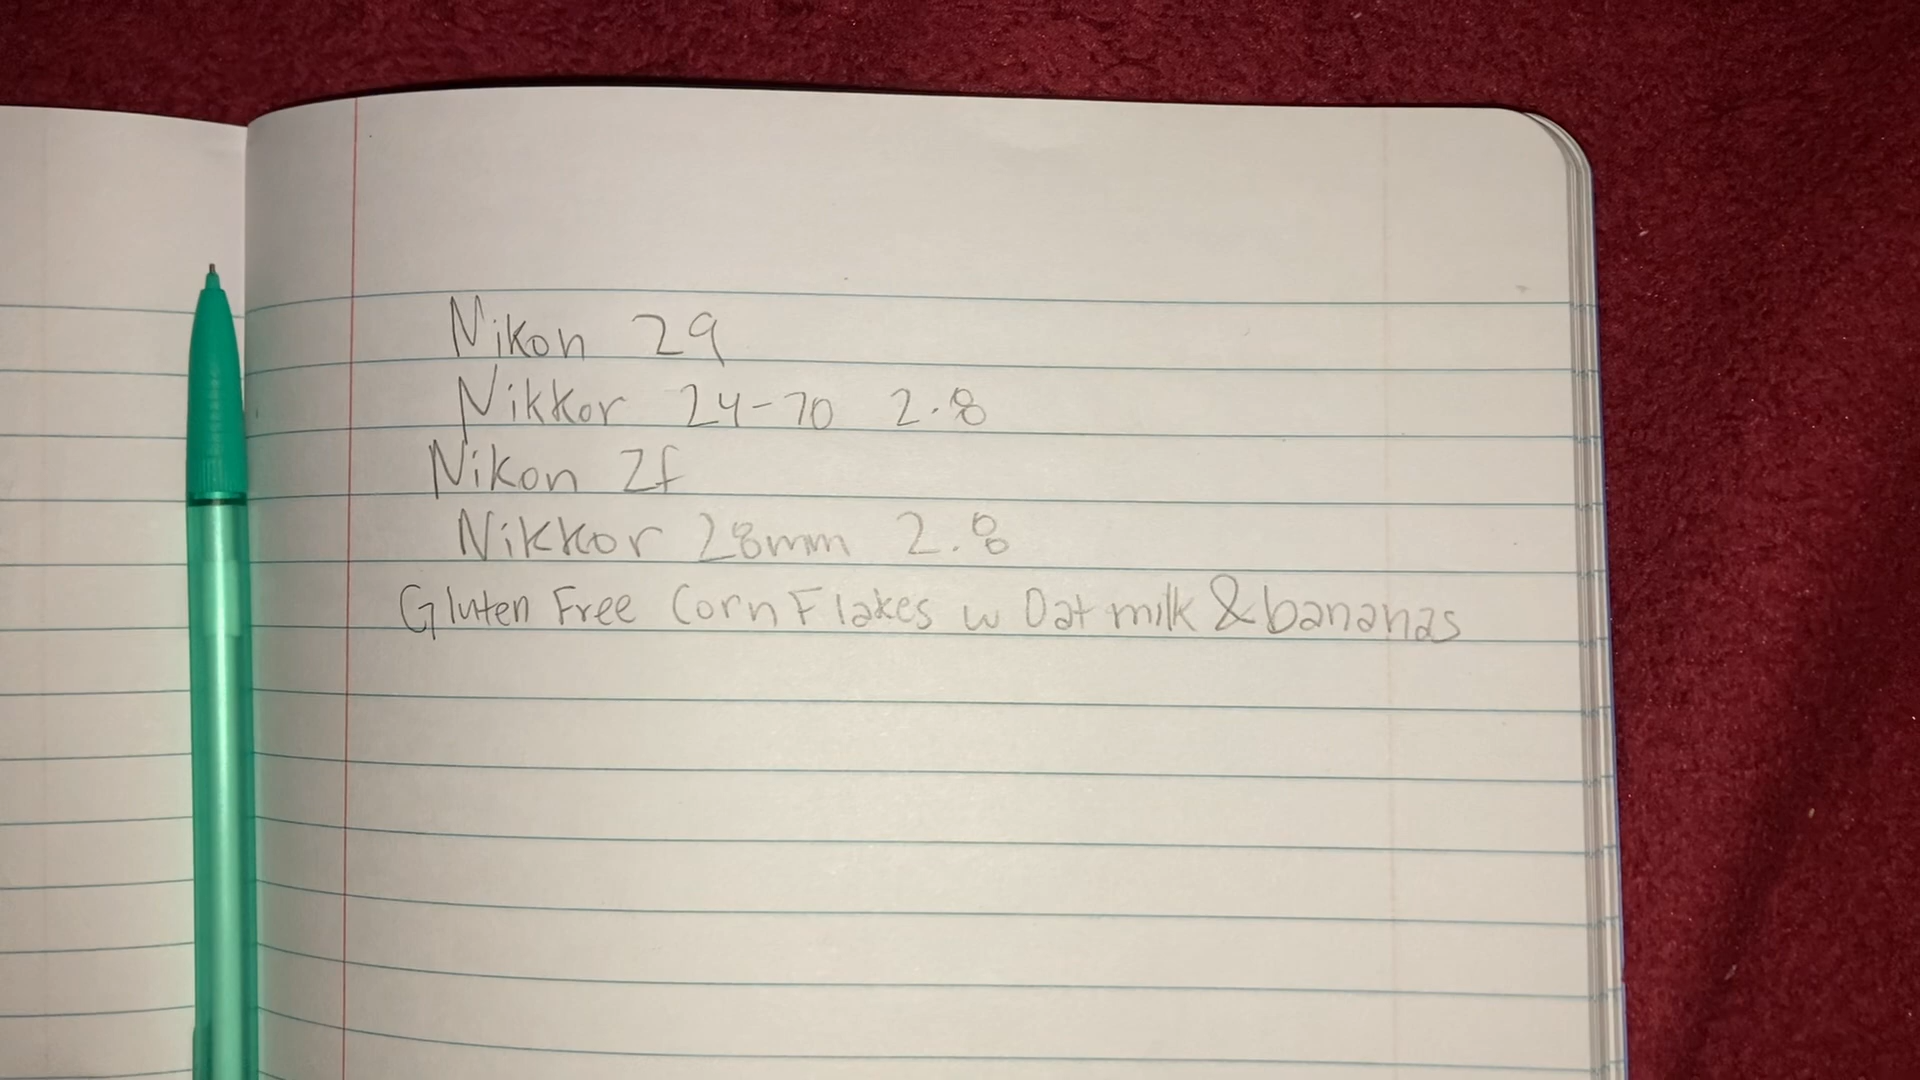 Nikon Z9
Nikkor 24-70 2.8
Nikon Zf
Nikkor 28mm 2.8
Gluten Free Corn Flakes w Oat milk & bananas